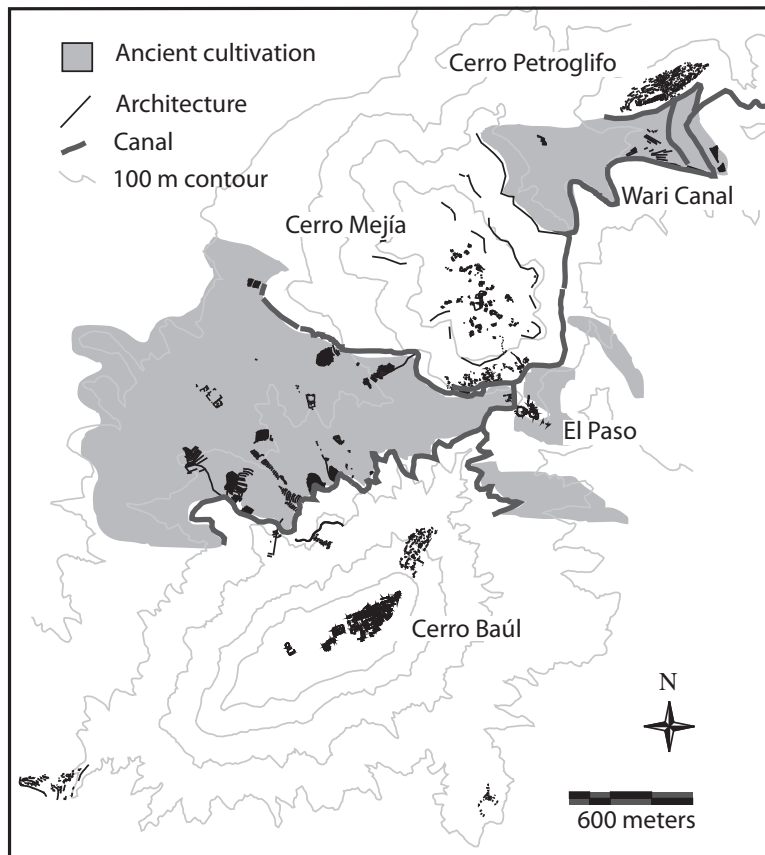 Ancient cultivation
Architecture
Canal
100 m contour
Cerro Petroglifo
Wari Canal
Cerro Mejía
El Paso
Cerro Baúl
N
600 meters